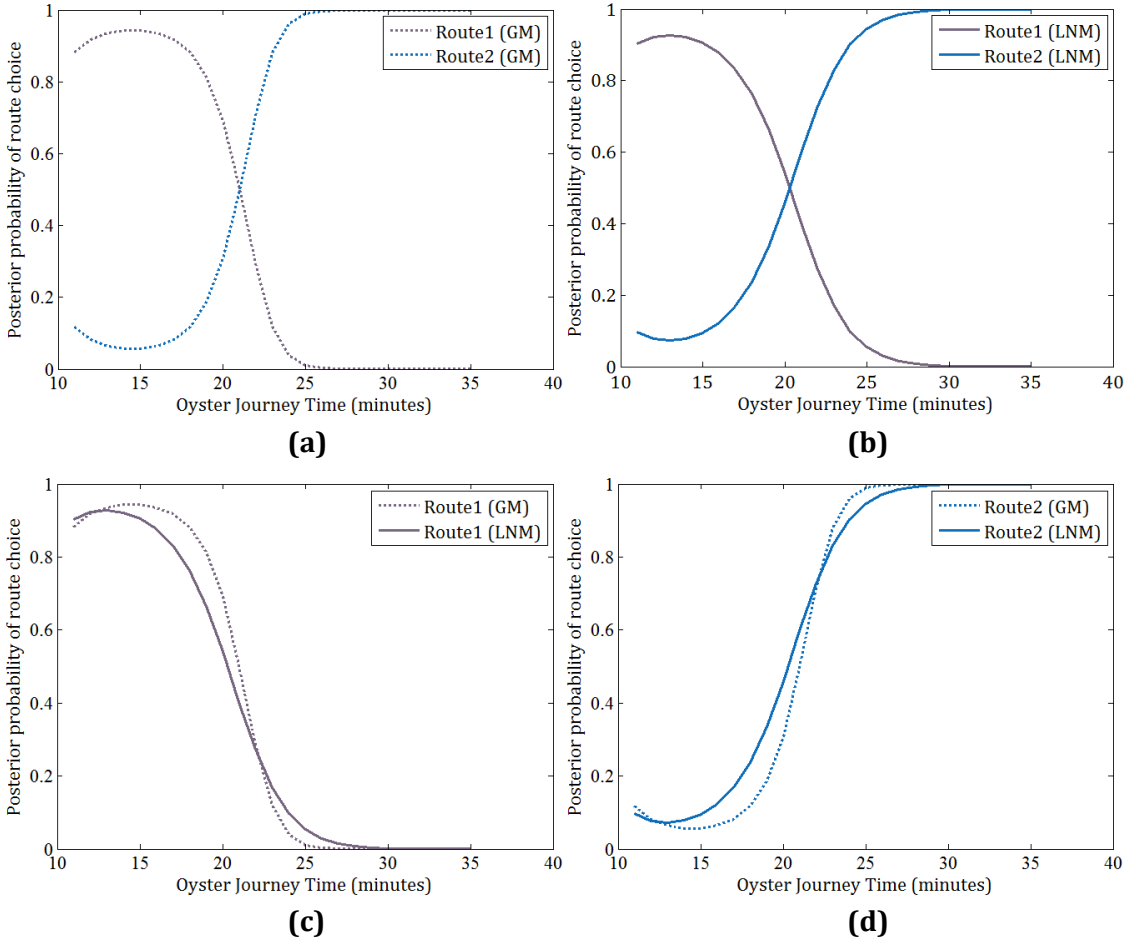 Posterior probability of route choice
1
0.8
0.6
0.4
0.2
0
Route1 (GM)
Route2 (GM)
10 15 20 25 30 35 40
Oyster Journey Time (minutes)
(a)
Posterior probability of route choice
1
0.8
0.6
0.4
0.2
0
Route1 (LNM)
Route2 (LNM)
10 15 20 25 30 35 40
Oyster Journey Time (minutes)
(b)
Posterior probability of route choice
1
0.8
0.6
0.4
0.2
0
Route1 (GM)
Route1 (LNM)
10 15 20 25 30 35 40
Oyster Journey Time (minutes)
(c)
Posterior probability of route choice
1
0.8
0.6
0.4
0.2
0
Route2 (GM)
Route2 (LNM)
10 15 20 25 30 35 40
Oyster Journey Time (minutes)
(d)